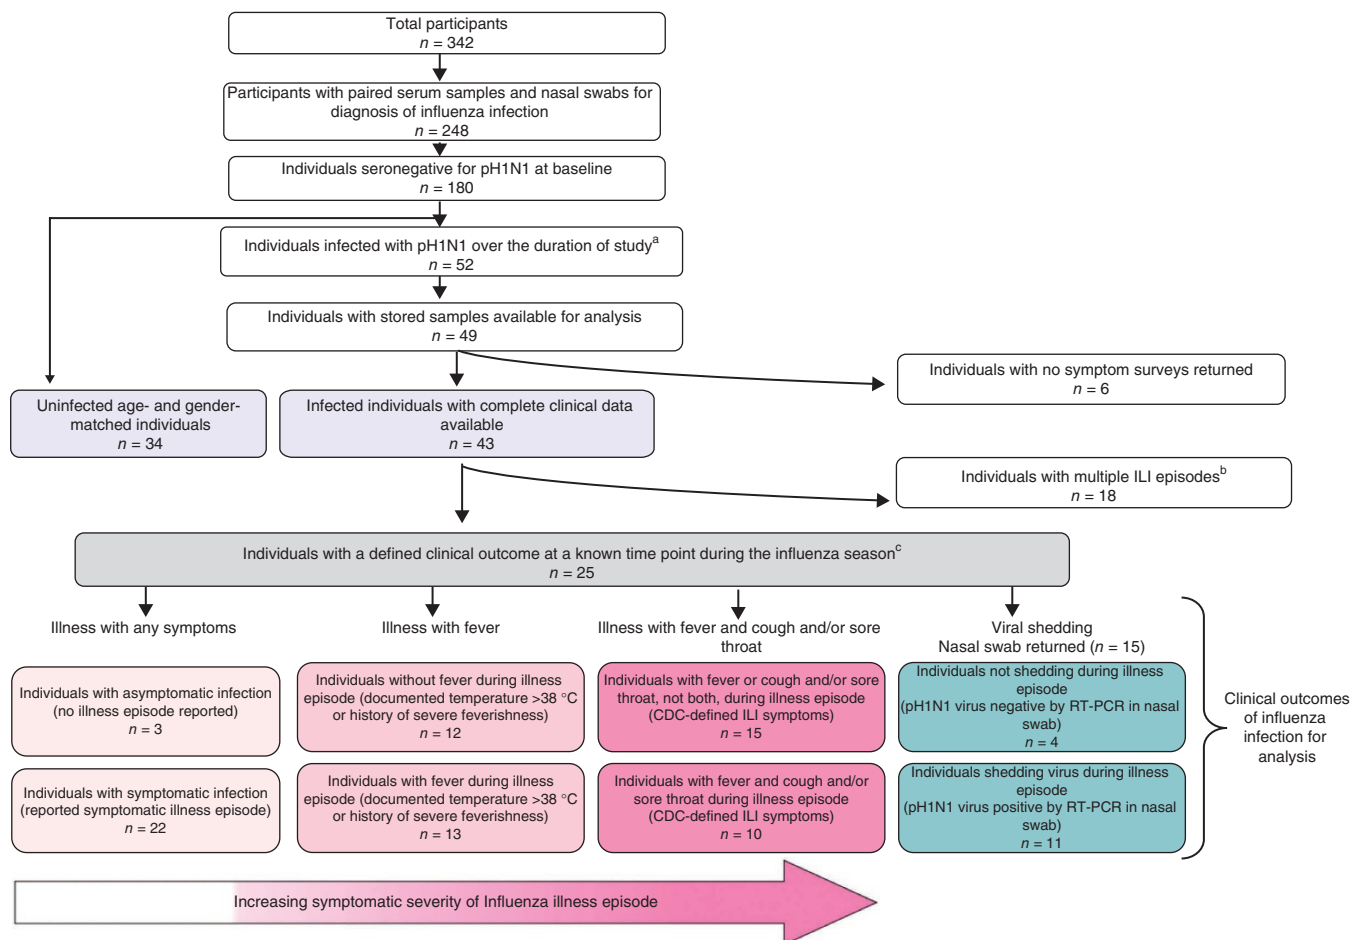 Total participants
n = 342
Participants with paired serum samples and nasal swabs for
diagnosis of influenza infection
n = 248
Individuals seronegative for pH1N1 at baseline
n = 180
Individuals infected with pH1N1 over the duration of studyª
n = 52
Individuals with stored samples available for analysis
n = 49
Individuals with no symptom surveys returned
n = 6
Uninfected age- and gender-
matched individuals
n = 34
Infected individuals with complete clinical data
available
n = 43
Individuals with multiple ILI episodesᵇ
n = 18
Individuals with a defined clinical outcome at a known time point during the influenza seasonᶜ
n = 25
Illness with any symptoms
Individuals with asymptomatic infection
(no illness episode reported)
n = 3
Individuals with symptomatic infection
(reported symptomatic illness episode)
n = 22
Illness with fever
Individuals without fever during illness
episode (documented temperature >38 °C
or history of severe feverishness)
n = 12
Individuals with fever during illness
episode (documented temperature >38 °C
or history of severe feverishness)
n = 13
Illness with fever and cough and/or sore
throat
Individuals with fever or cough and/or sore
throat, not both, during illness episode
(CDC-defined ILI symptoms)
n = 15
Individuals with fever and cough and/or
sore throat during illness episode
(CDC-defined ILI symptoms)
n = 10
Viral shedding
Nasal swab returned (n = 15)
Individuals not shedding during illness
episode
(pH1N1 virus negative by RT-PCR in nasal
swab)
n = 4
Individuals shedding virus during illness
episode
(pH1N1 virus positive by RT-PCR in nasal
swab)
n = 11
Clinical outcomes
of influenza
infection for
analysis
Increasing symptomatic severity of Influenza illness episode